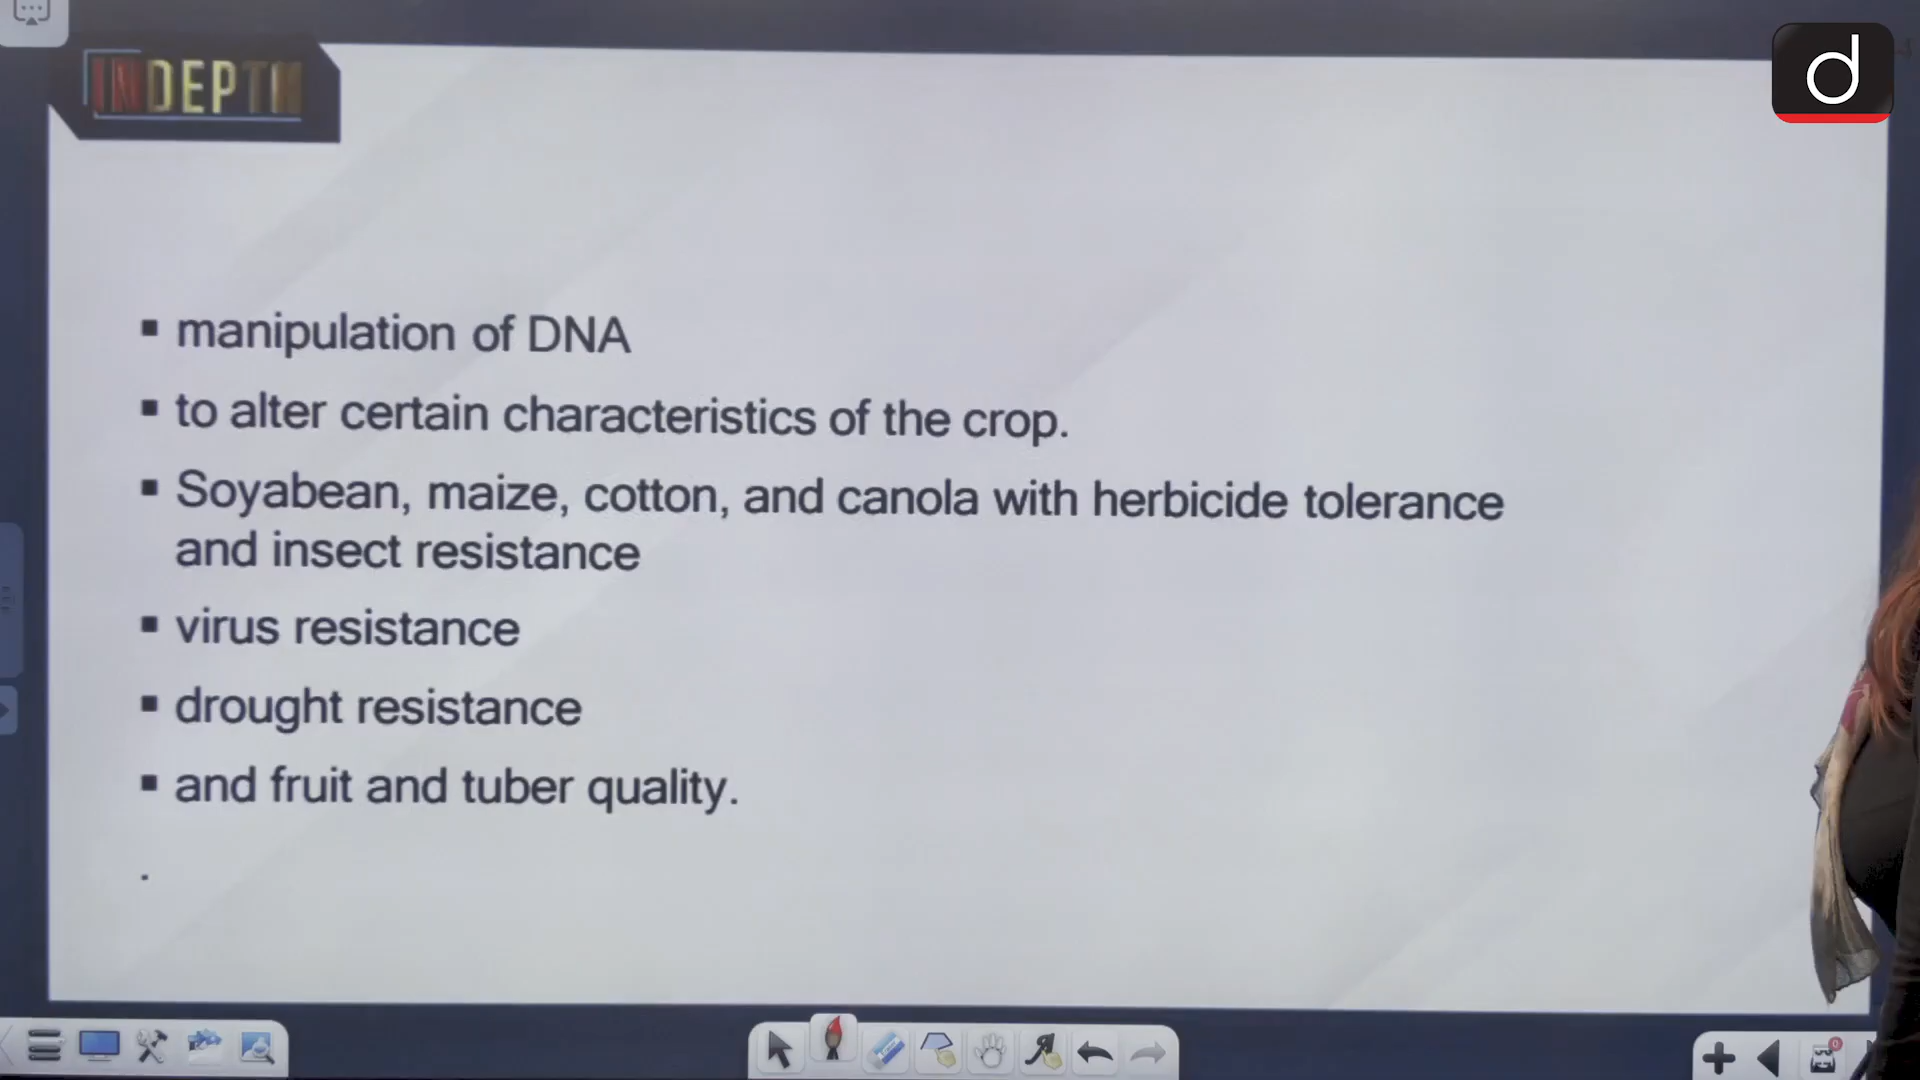 INDEPTH
d
▪ manipulation of DNA
▪ to alter certain characteristics of the crop.
▪ Soyabean, maize, cotton, and canola with herbicide tolerance
and insect resistance
▪ virus resistance
▪ drought resistance
▪ and fruit and tuber quality.
.
0